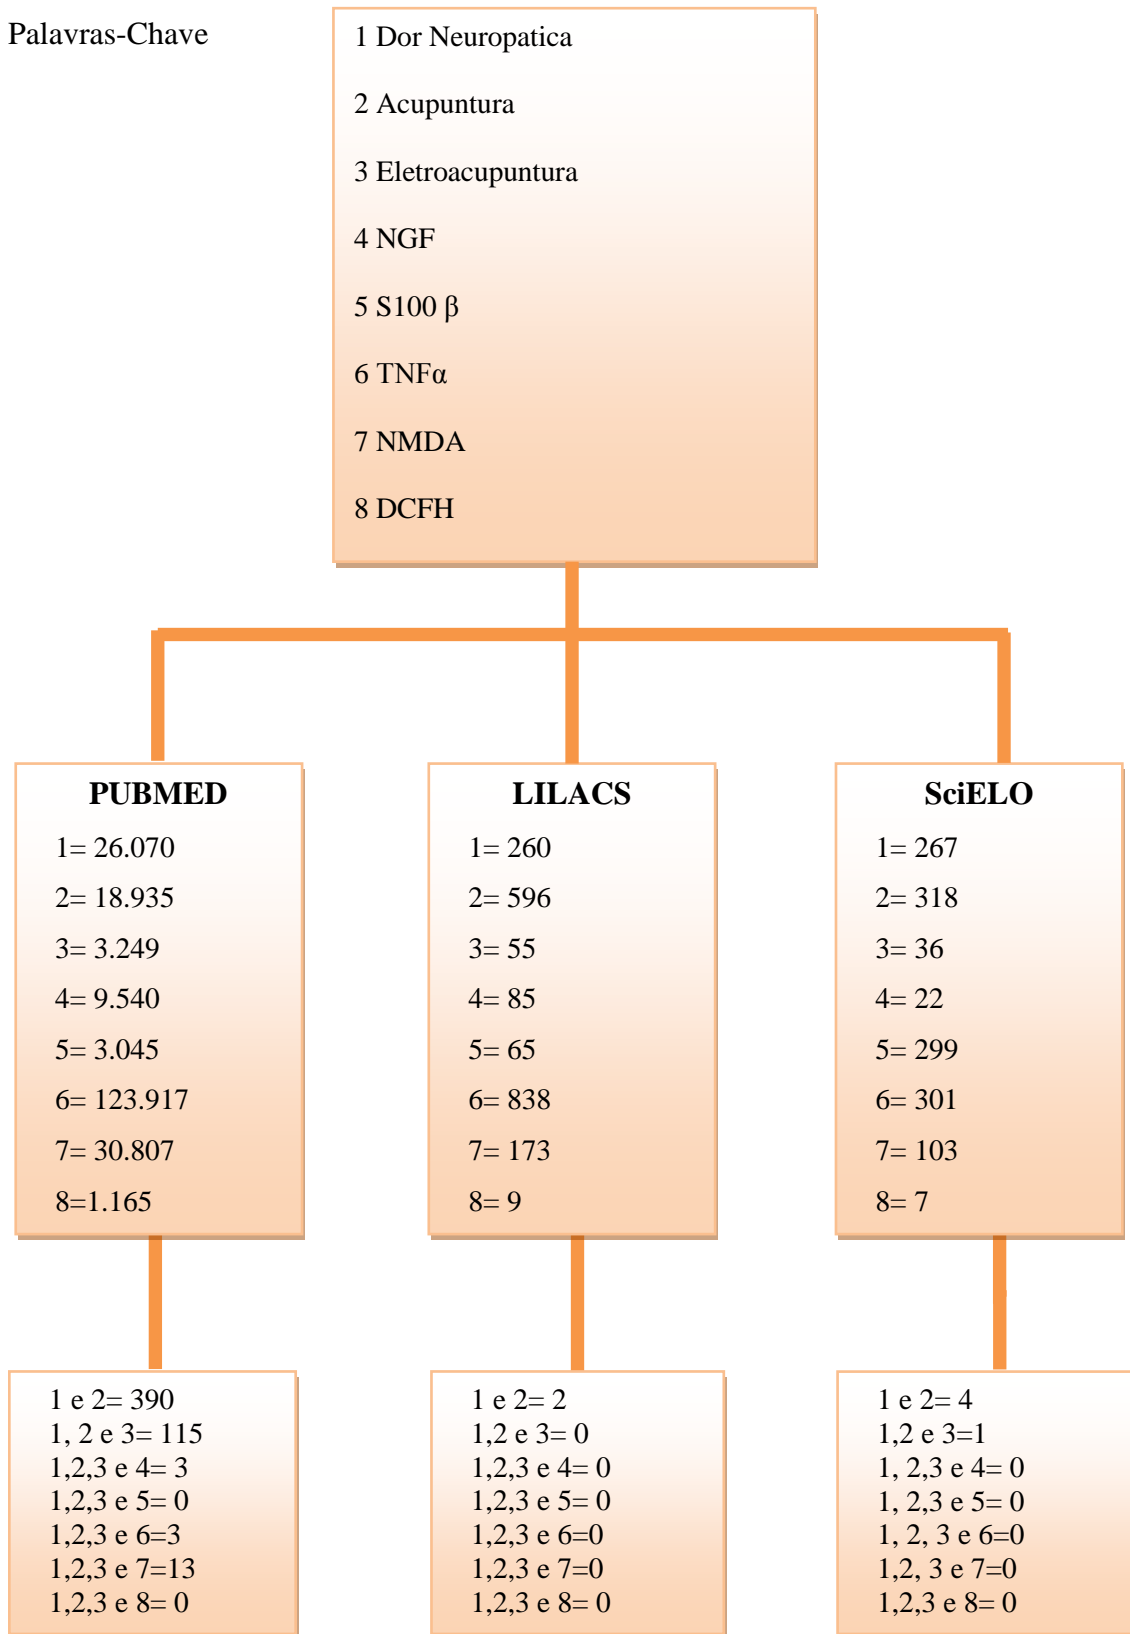 Palavras-Chave
1 Dor Neuropatica
2 Acupuntura
3 Eletroacupuntura
4 NGF
5 S100 β
6 TNFα
7 NMDA
8 DCFH
PUBMED
1= 26.070
2= 18.935
3= 3.249
4= 9.540
5= 3.045
6= 123.917
7= 30.807
8=1.165
LILACS
1= 260
2= 596
3= 55
4= 85
5= 65
6= 838
7= 173
8= 9
SciELO
1= 267
2= 318
3= 36
4= 22
5= 299
6= 301
7= 103
8= 7
1 e 2= 390
1, 2 e 3= 115
1,2,3 e 4= 3
1,2,3 e 5= 0
1,2,3 e 6=3
1,2,3 e 7=13
1,2,3 e 8= 0
1 e 2= 2
1,2 e 3= 0
1,2,3 e 4= 0
1,2,3 e 5= 0
1,2,3 e 6=0
1,2,3 e 7=0
1,2,3 e 8= 0
1 e 2= 4
1,2 e 3=1
1, 2,3 e 4= 0
1, 2,3 e 5= 0
1, 2, 3 e 6=0
1,2, 3 e 7=0
1,2,3 e 8= 0